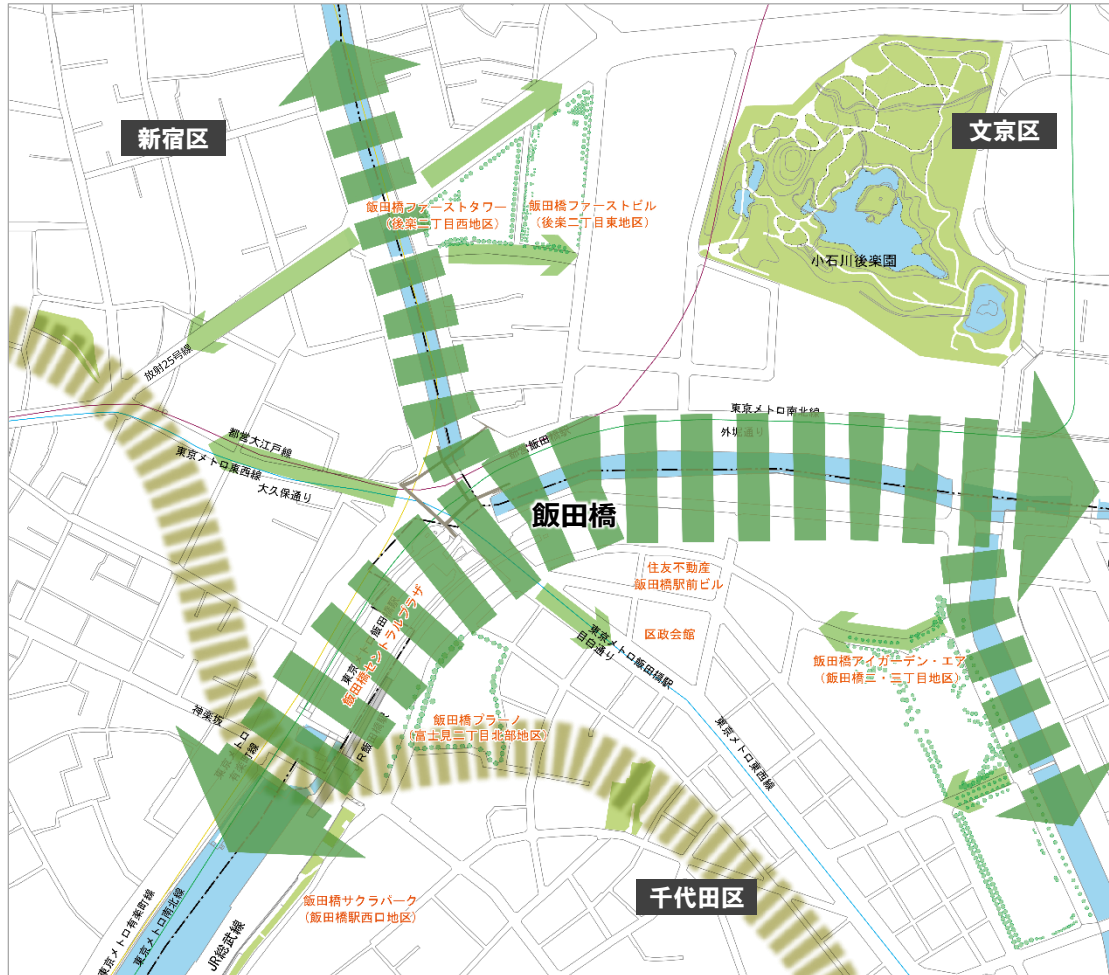 新宿区
文京区
飯田橋ファーストタワー
（後楽二丁目西地区）
飯田橋ファーストビル
（後楽二丁目東地区）
小石川後楽園
放射25号線
東京メトロ南北線
外堀通り
都営大江戸線
東京メトロ東西線
大久保通り
飯田橋
住友不動産
飯田橋駅前ビル
区政会館
東京メトロ飯田橋駅
目白通り
飯田橋セントラルプラザ
飯田橋アイガーデン・エア
（飯田橋二・三丁目地区）
神楽坂
飯田橋プラーノ
（富士見二丁目北部地区）
東京メトロ東西線
千代田区
飯田橋サクラパーク
（飯田橋駅西口地区）
東京メトロ有楽町線
東京メトロ南北線
JR総武線